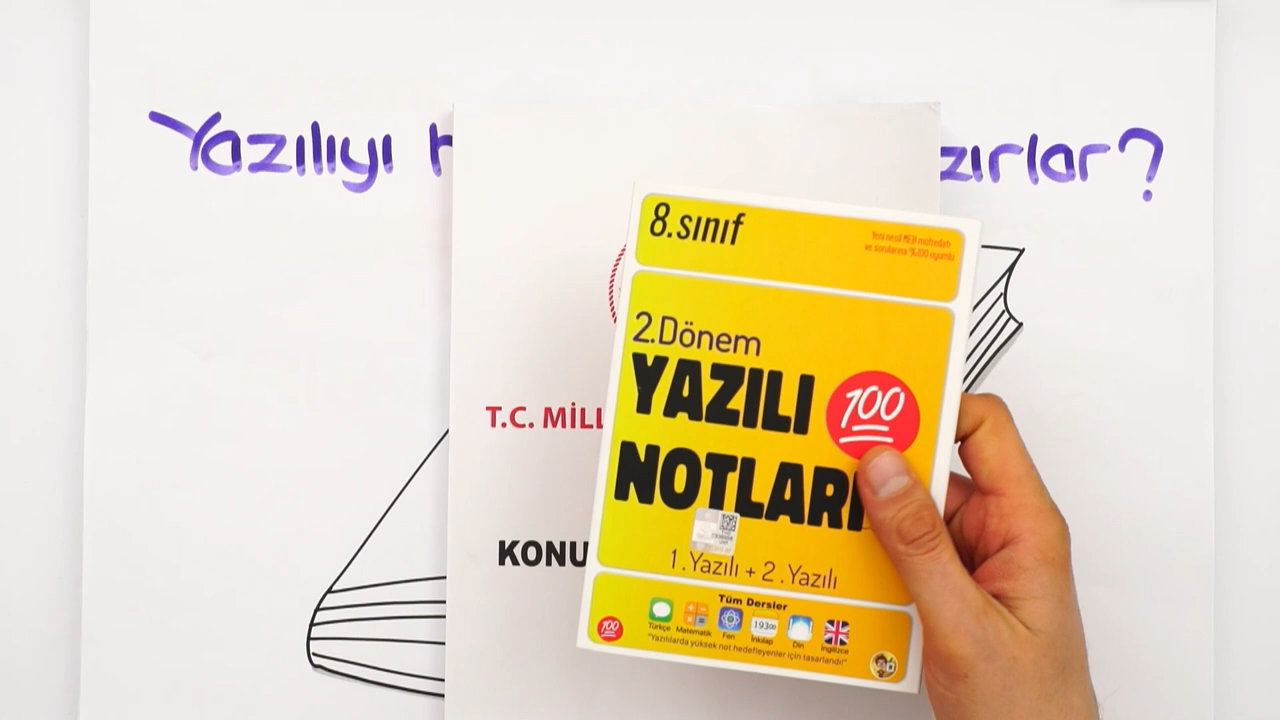 Yazılıyı h
zırlar?
T.C. MİLL
KONU
8.sınıf
Yeni nesil MEB müfredatı
ve sorularına %100 uyumlu
2.Dönem
YAZILI
100
NOTLARI
1.Yazılı + 2.Yazılı
Tüm Dersler
1930
Türkçe Matematik Fen İnkılap Din İngilizce
100
"Yazılılarda yüksek not hedefleyenler için tasarlandı!"